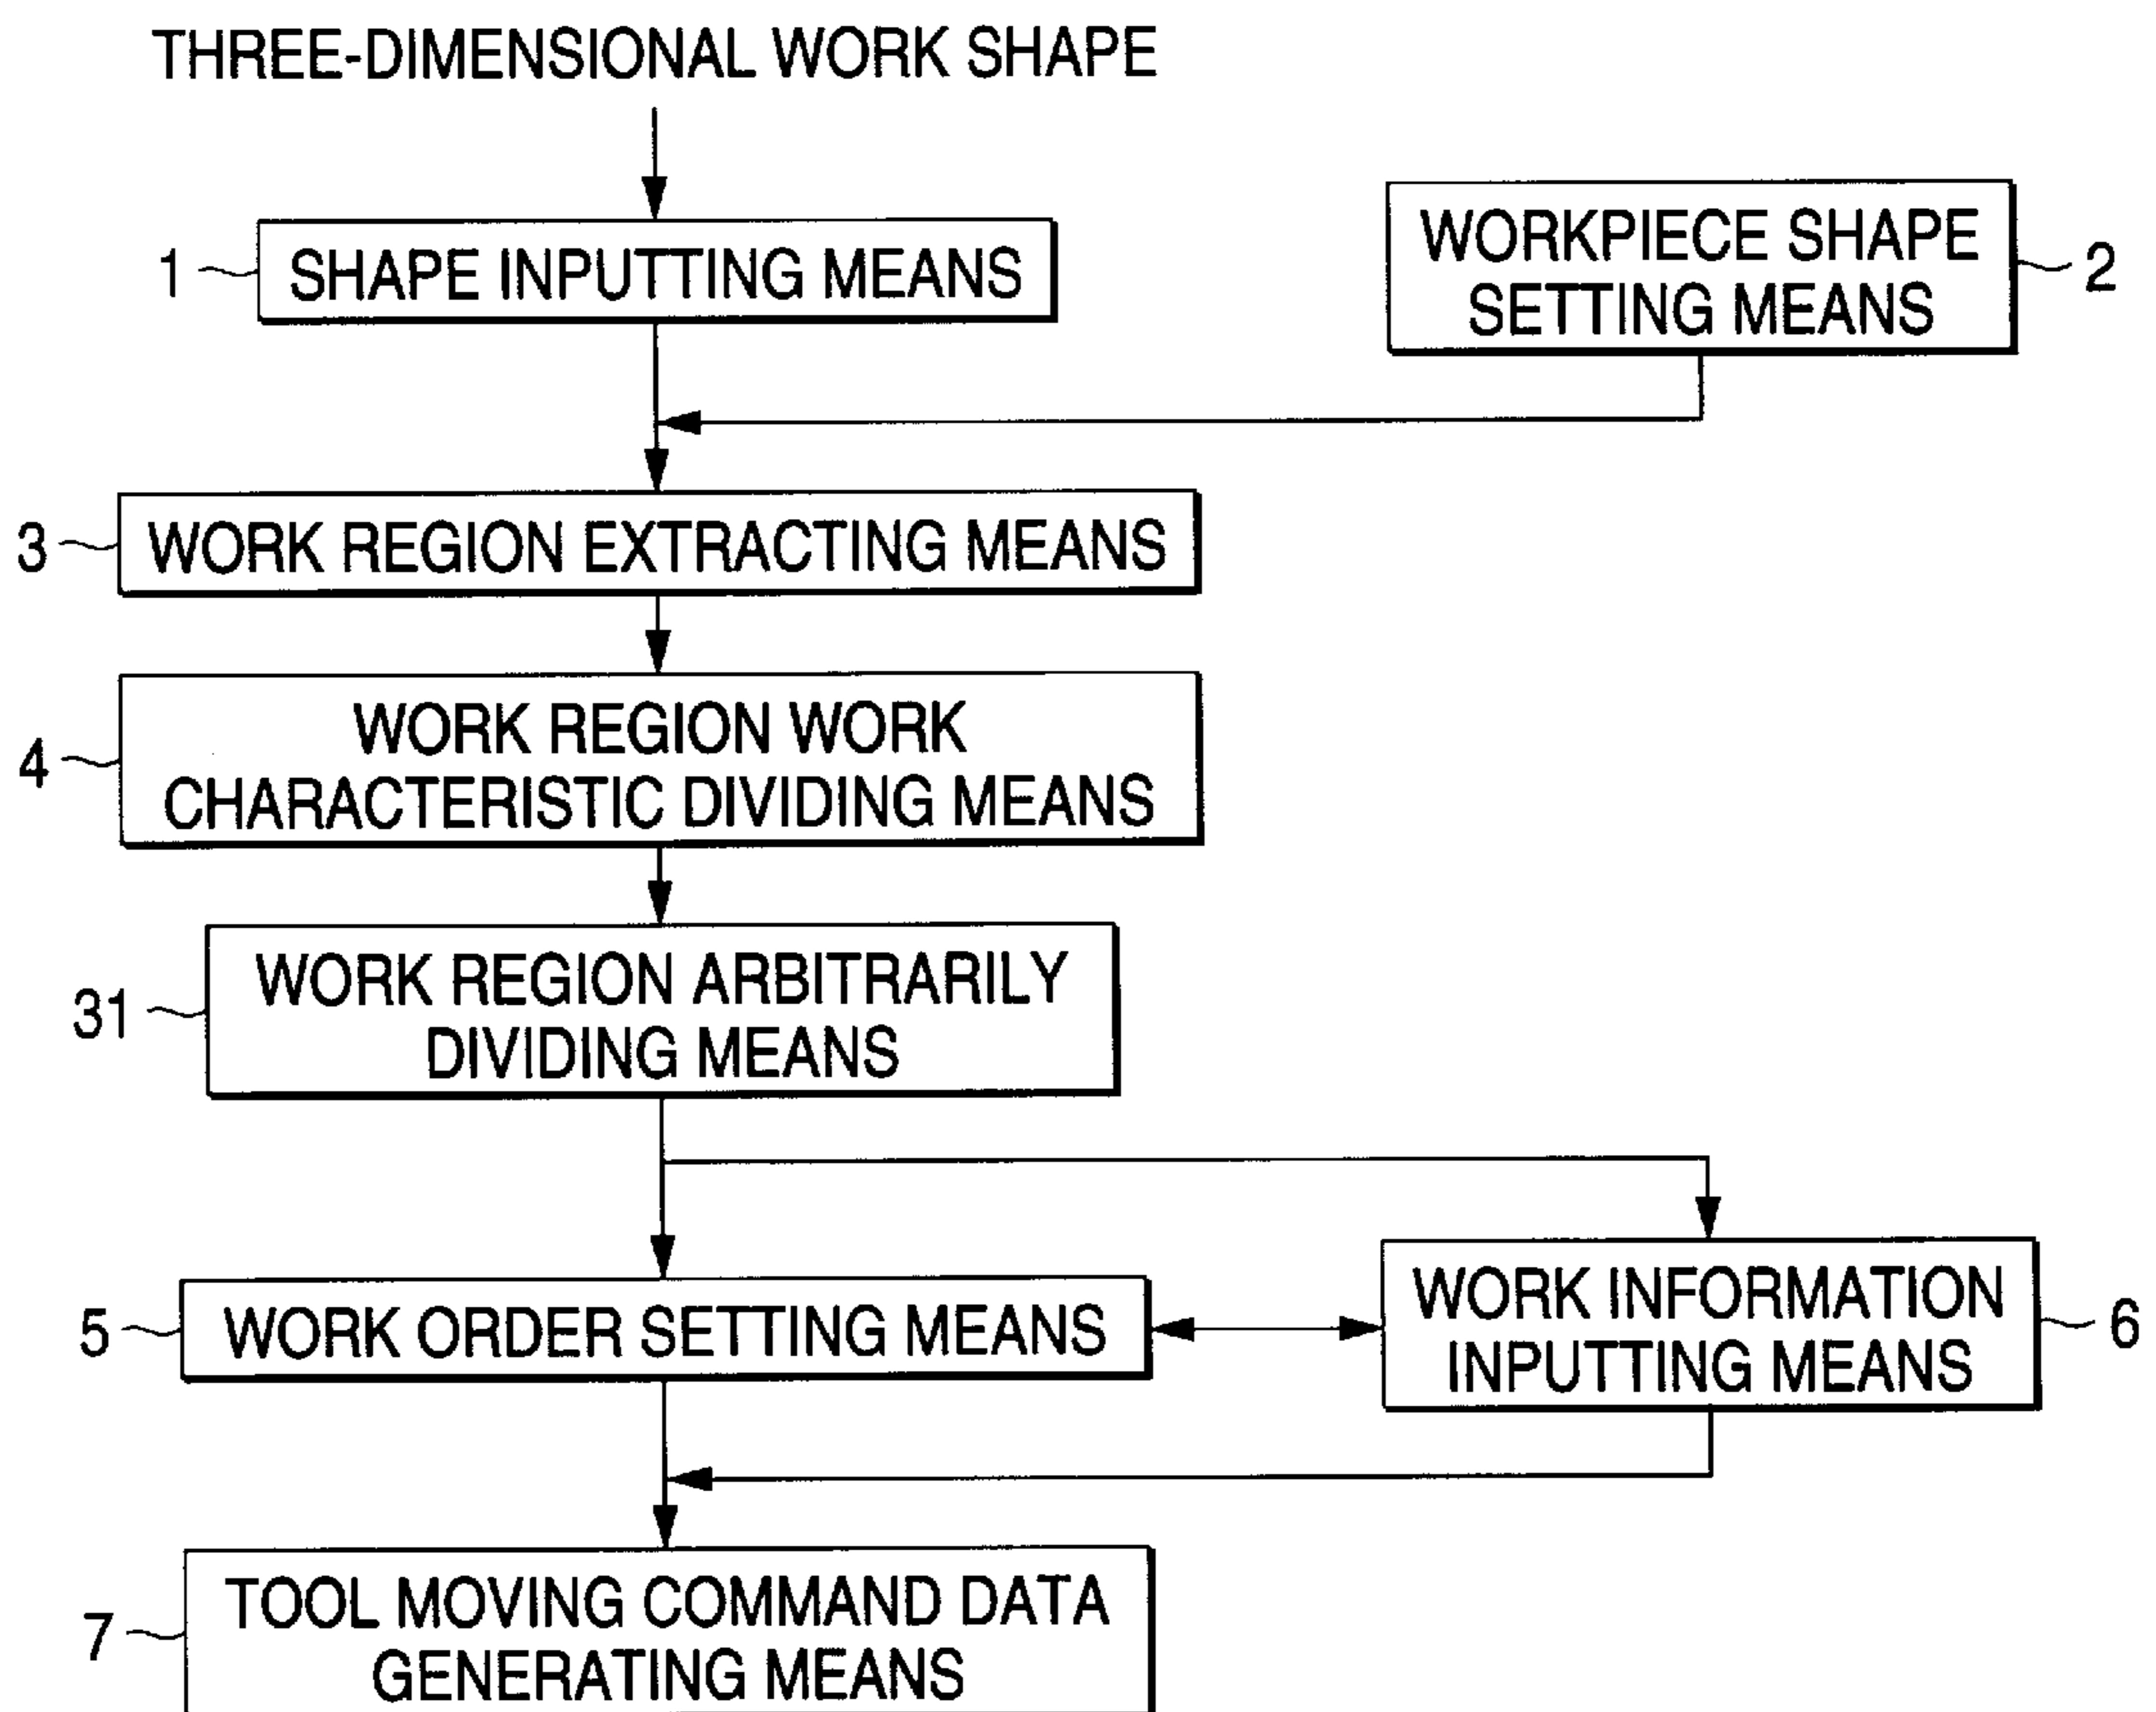 THREE-DIMENSIONAL WORK SHAPE
1
SHAPE INPUTTING MEANS
WORKPIECE SHAPE
SETTING MEANS
2
3
WORK REGION EXTRACTING MEANS
4
WORK REGION WORK
CHARACTERISTIC DIVIDING MEANS
31
WORK REGION ARBITRARILY
DIVIDING MEANS
5
WORK ORDER SETTING MEANS
WORK INFORMATION
INPUTTING MEANS
6
7
TOOL MOVING COMMAND DATA
GENERATING MEANS